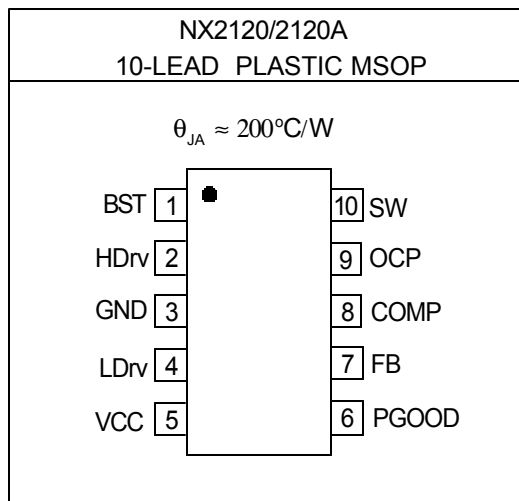 NX2120/2120A
10-LEAD PLASTIC MSOP
θJA ≈ 200°C/W
BST 1 10 SW
HDrv 2 9 OCP
GND 3 8 COMP
LDrv 4 7 FB
VCC 5 6 PGOOD